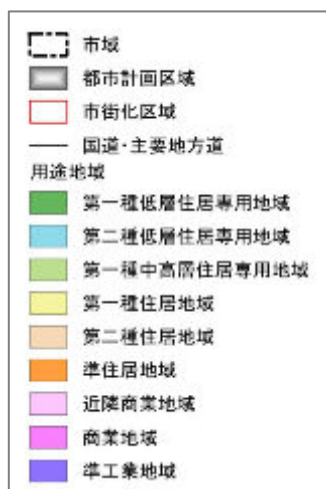 市域
都市計画区域
市街化区域
国道・主要地方道
用途地域
第一種低層住居専用地域
第二種低層住居専用地域
第一種中高層住居専用地域
第一種住居地域
第二種住居地域
準住居地域
近隣商業地域
商業地域
準工業地域